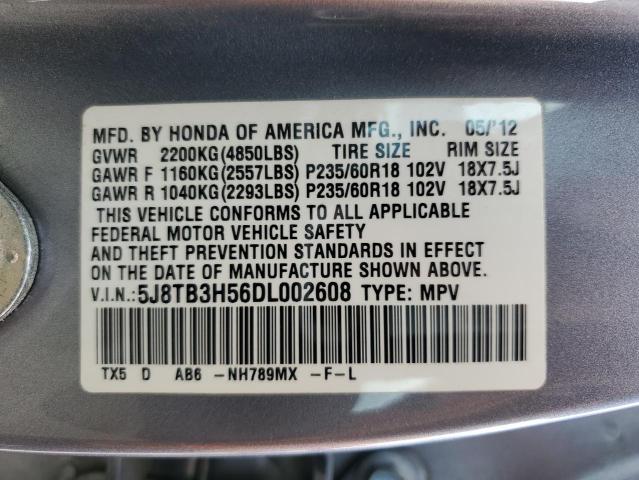 MFD. BY HONDA OF AMERICA MFG., INC. 05/'12
GVWR 2200KG(4850LBS) TIRE SIZE RIM SIZE
GAWR F 1160KG(2557LBS) P235/60R18 102V 18X7.5J
GAWR R 1040KG(2293LBS) P235/60R18 102V 18X7.5J
THIS VEHICLE CONFORMS TO ALL APPLICABLE
FEDERAL MOTOR VEHICLE SAFETY
AND THEFT PREVENTION STANDARDS IN EFFECT
ON THE DATE OF MANUFACTURE SHOWN ABOVE.
V.I.N.:5J8TB3H56DL002608 TYPE: MPV
TX5 D AB6 -NH789MX -F-L